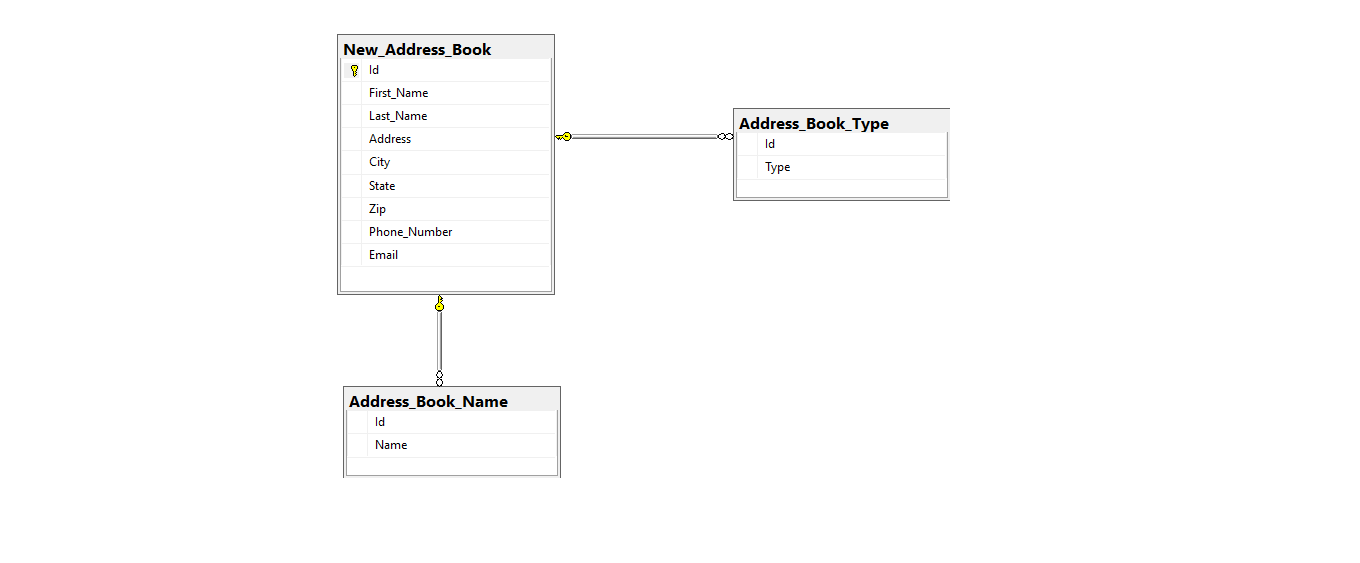 New_Address_Book
Id
First_Name
Last_Name
Address
City
State
Zip
Phone_Number
Email
Address_Book_Type
Id
Type
Address_Book_Name
Id
Name